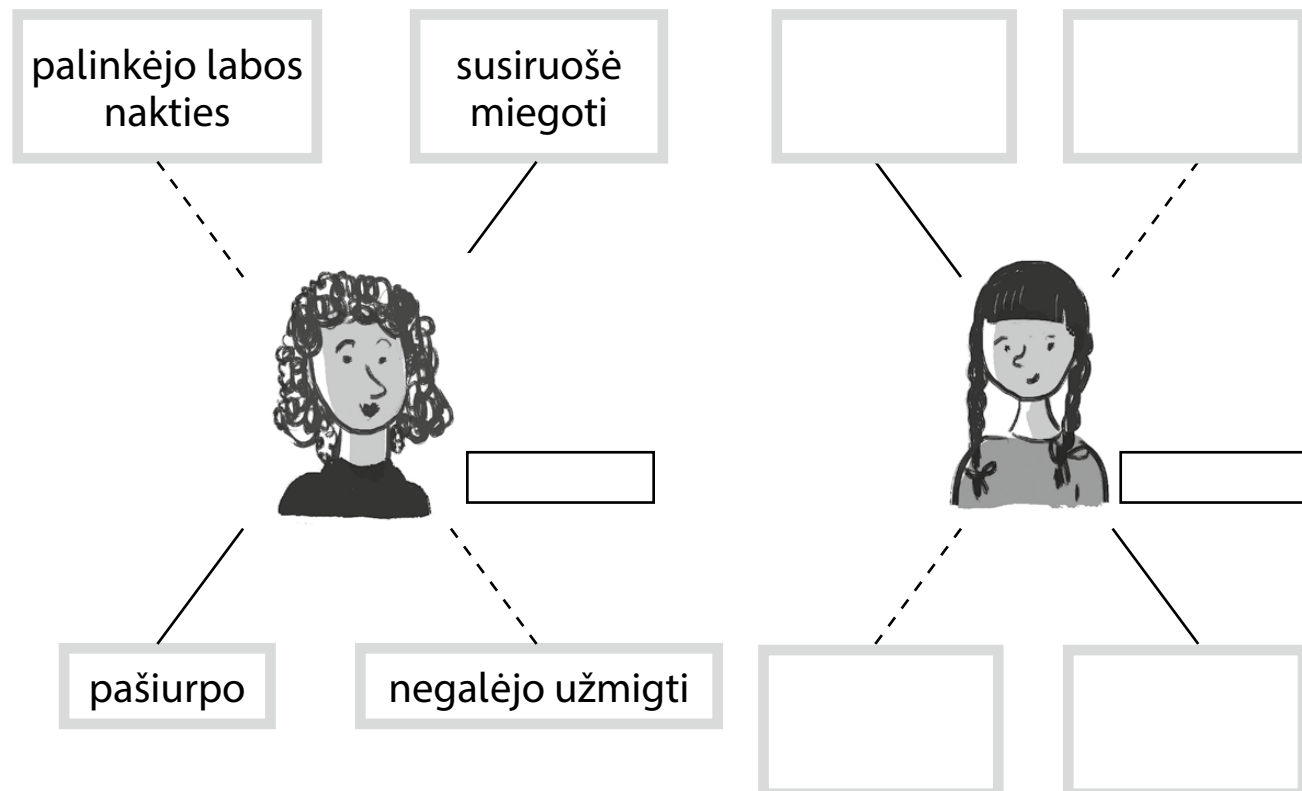 palinkėjo labos
nakties
susiruošė
miegoti
pašiurpo
negalėjo užmigti